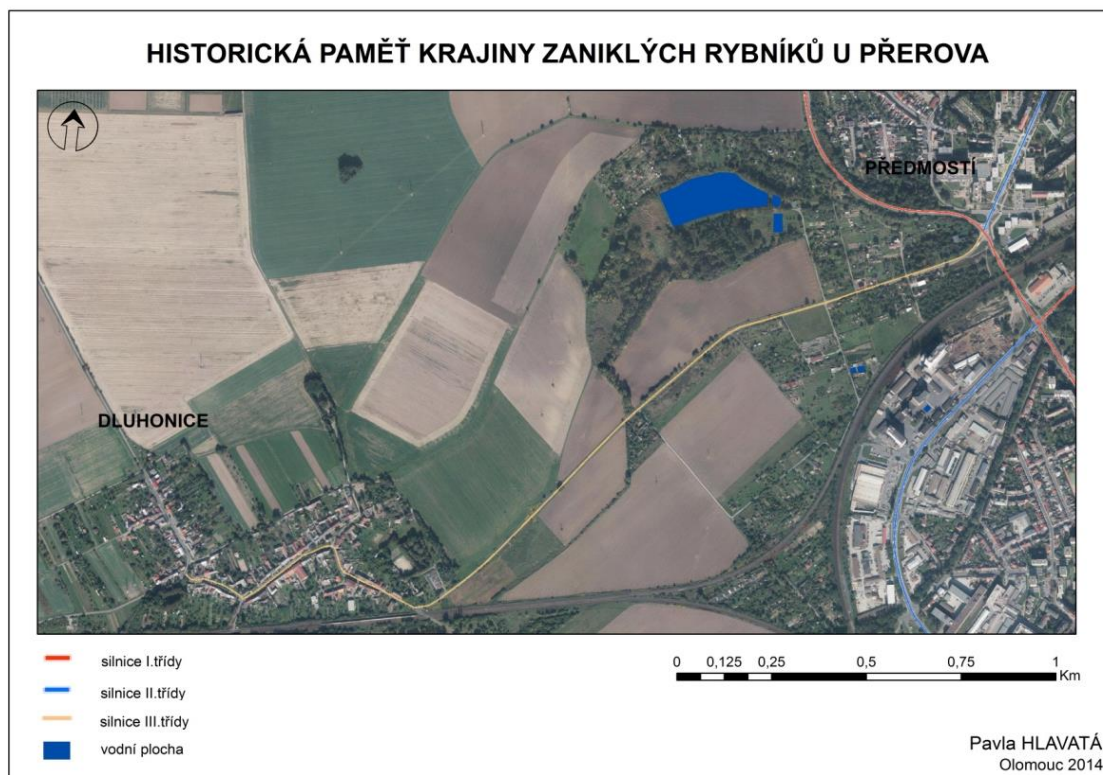 HISTORICKÁ PAMĚŤ KRAJINY ZANIKLÝCH RYBNÍKŮ U PŘEROVA
PŘEDMOSTÍ
DLUHONICE
silnice I.třídy
silnice II.třídy
silnice III.třídy
vodní plocha
0 0,125 0,25 0,5 0,75 1
Km
Pavla HLAVATÁ
Olomouc 2014